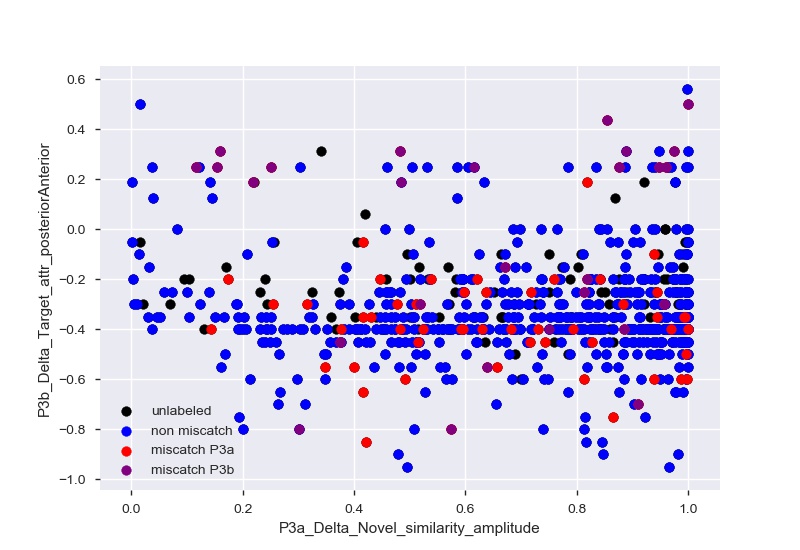 0.6
0.4
0.2
0.0
−0.2
−0.4
−0.6
−0.8
−1.0
P3b_Delta_Target_attr_posteriorAnterior
unlabeled
non miscatch
miscatch P3a
miscatch P3b
0.0 0.2 0.4 0.6 0.8 1.0
P3a_Delta_Novel_similarity_amplitude